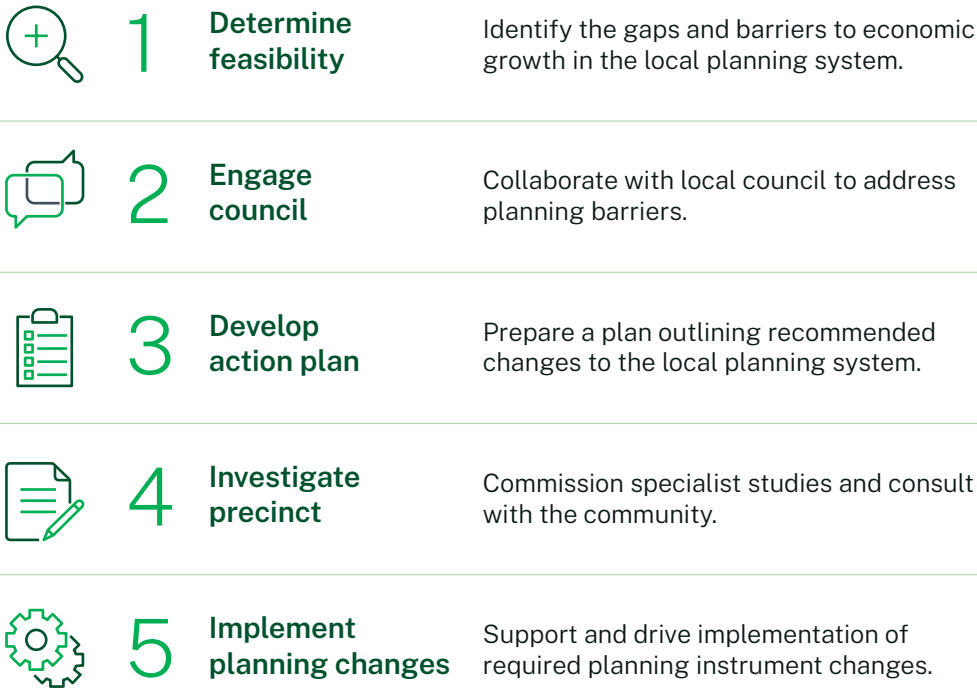 1
Determine
feasibility
Identify the gaps and barriers to economic
growth in the local planning system.
2
Engage
council
Collaborate with local council to address
planning barriers.
3
Develop
action plan
Prepare a plan outlining recommended
changes to the local planning system.
4
Investigate
precinct
Commission specialist studies and consult
with the community.
5
Implement
planning changes
Support and drive implementation of
required planning instrument changes.